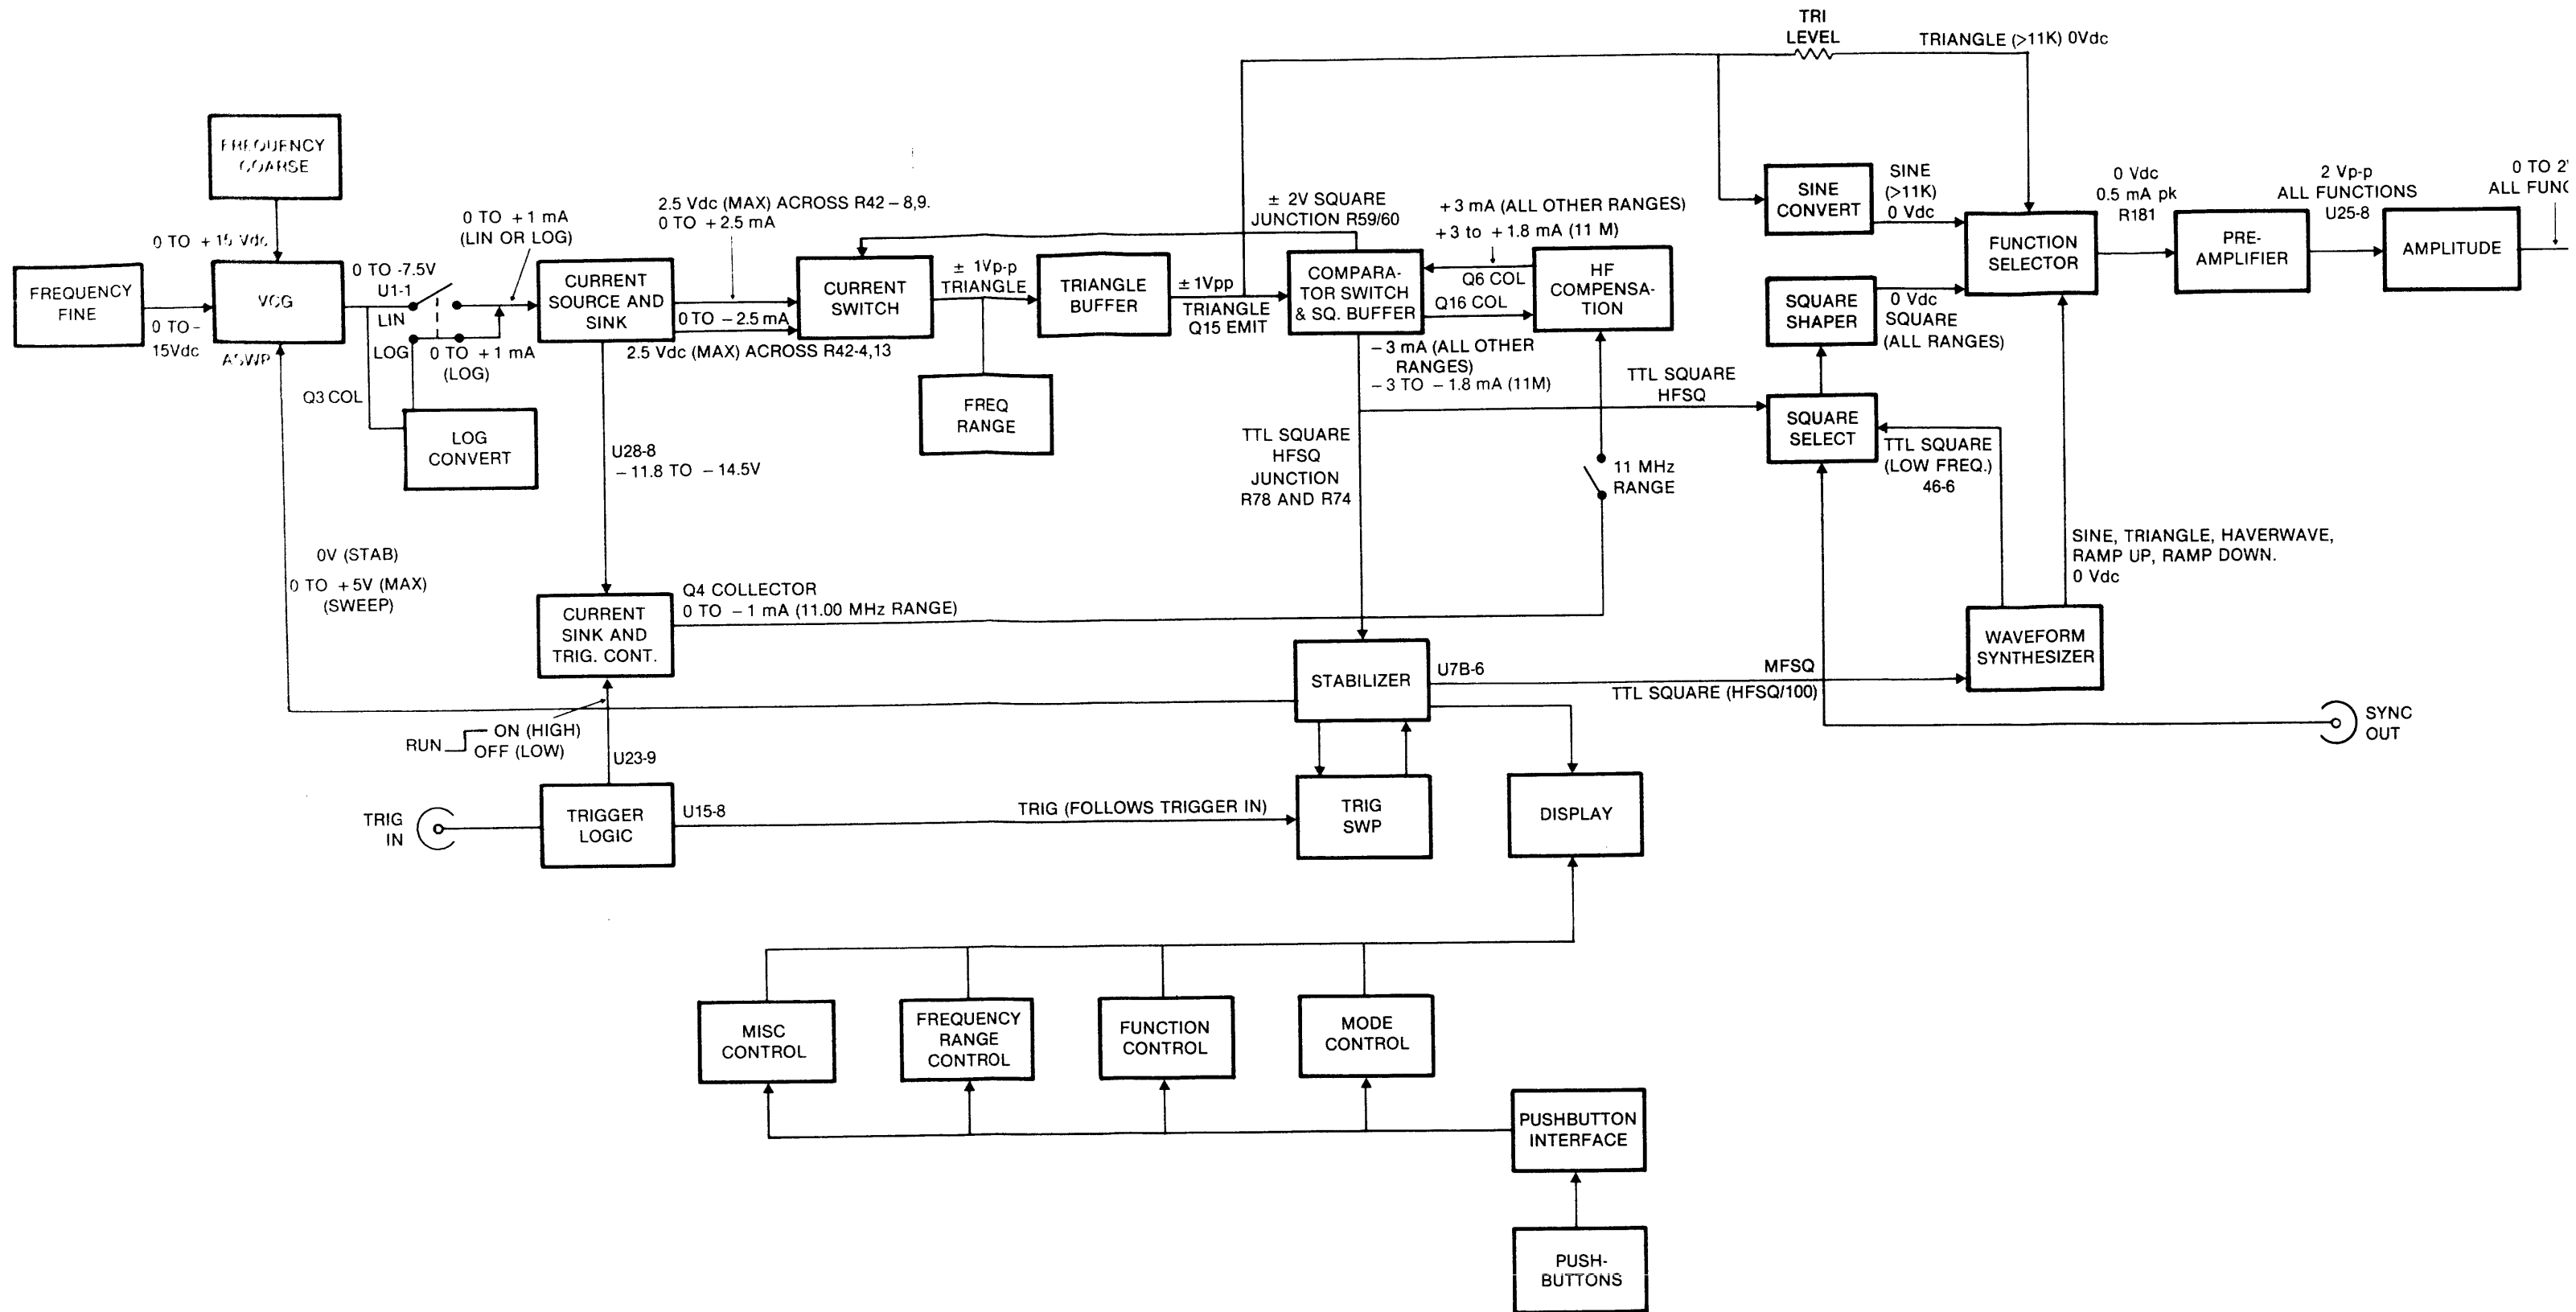 TRI
LEVEL
TRIANGLE (>11K) 0Vdc
FREQUENCY
COARSE
0 TO + 15 Vdc
FREQUENCY
FINE
0 TO -
15Vdc
VCG
ASWP
0 TO -7.5V
U1-1
LIN
LOG
0 TO + 1 mA
(LIN OR LOG)
0 TO + 1 mA
(LOG)
Q3 COL
LOG
CONVERT
CURRENT
SOURCE AND
SINK
2.5 Vdc (MAX) ACROSS R42 – 8,9.
0 TO + 2.5 mA
0 TO – 2.5 mA
2.5 Vdc (MAX) ACROSS R42-4,13
CURRENT
SWITCH
± 1Vp-p
TRIANGLE
FREQ
RANGE
TRIANGLE
BUFFER
± 1Vpp
TRIANGLE
Q15 EMIT
± 2V SQUARE
JUNCTION R59/60
COMPARA-
TOR SWITCH
& SQ. BUFFER
+ 3 mA (ALL OTHER RANGES)
+ 3 to + 1.8 mA (11 M)
Q6 COL
Q16 COL
HF
COMPENSA-
TION
– 3 mA (ALL OTHER
RANGES)
– 3 TO – 1.8 mA (11M)
TTL SQUARE
HFSQ
TTL SQUARE
HFSQ
JUNCTION
R78 AND R74
11 MHz
RANGE
SINE
CONVERT
SINE
(>11K)
0 Vdc
SQUARE
SHAPER
0 Vdc
SQUARE
(ALL RANGES)
SQUARE
SELECT
TTL SQUARE
(LOW FREQ.)
46-6
FUNCTION
SELECTOR
0 Vdc
0.5 mA pk
R181
PRE-
AMPLIFIER
2 Vp-p
ALL FUNCTIONS
U25-8
AMPLITUDE
0 TO 2
ALL FUNC
U28-8
– 11.8 TO – 14.5V
SINE, TRIANGLE, HAVERWAVE,
RAMP UP, RAMP DOWN.
0 Vdc
0V (STAB)
0 TO + 5V (MAX)
(SWEEP)
CURRENT
SINK AND
TRIG. CONT.
Q4 COLLECTOR
0 TO – 1 mA (11.00 MHz RANGE)
STABILIZER
U7B-6
MFSQ
TTL SQUARE (HFSQ/100)
WAVEFORM
SYNTHESIZER
SYNC
OUT
RUN
ON (HIGH)
OFF (LOW)
U23-9
TRIG
IN
TRIGGER
LOGIC
U15-8
TRIG (FOLLOWS TRIGGER IN)
TRIG
SWP
DISPLAY
MISC
CONTROL
FREQUENCY
RANGE
CONTROL
FUNCTION
CONTROL
MODE
CONTROL
PUSHBUTTON
INTERFACE
PUSH-
BUTTONS